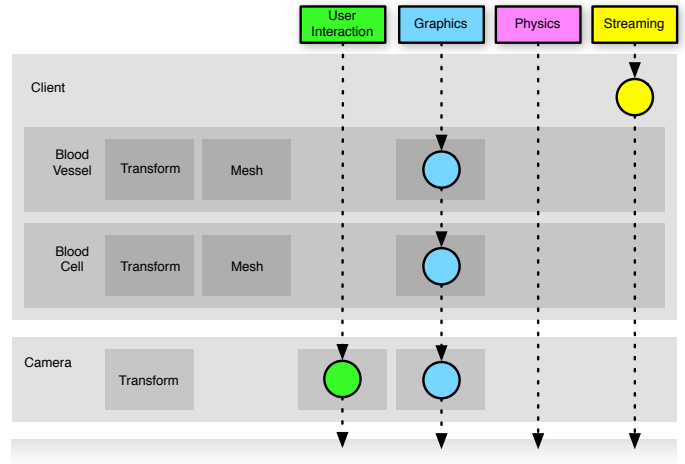 User
Interaction
Graphics
Physics
Streaming
Client
Blood
Vessel
Transform
Mesh
Blood
Cell
Transform
Mesh
Camera
Transform